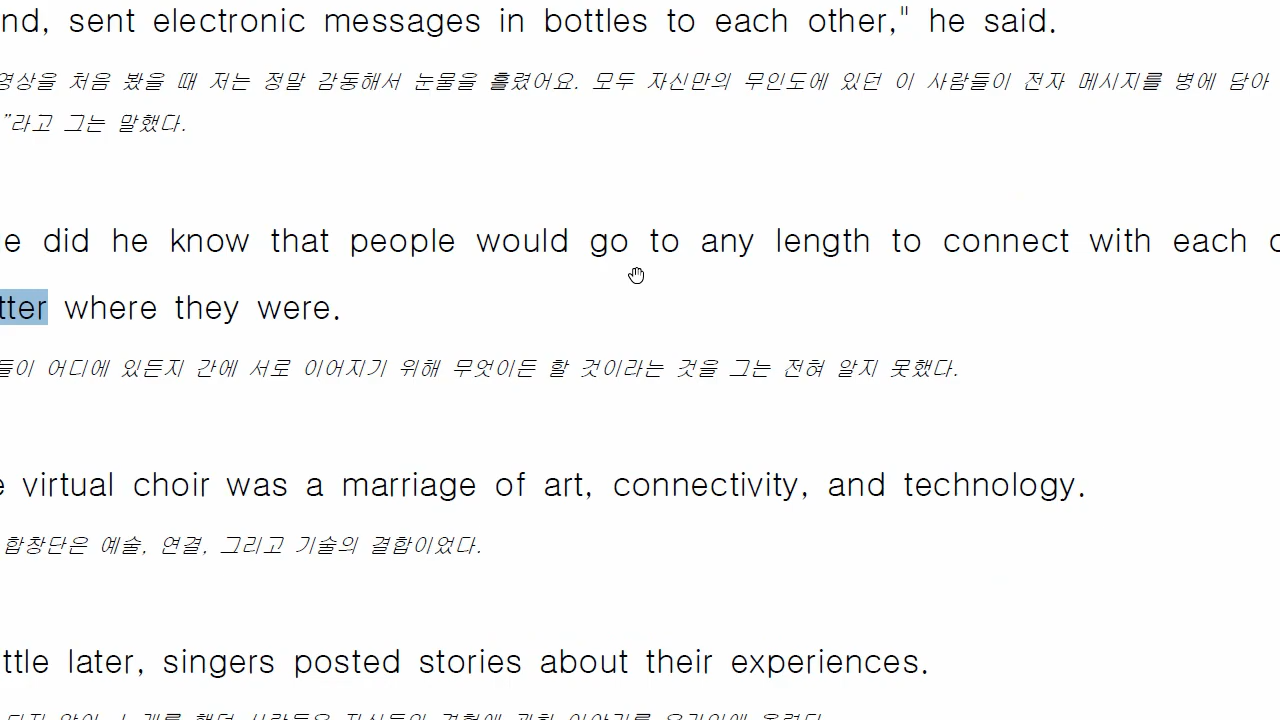 nd, sent electronic messages in bottles to each other," he said.
영상을 처음 봤을 때 저는 정말 감동해서 눈물을 흘렸어요. 모두 자신만의 무인도에 있던 이 사람들이 전자 메시지를 병에 담아
”라고 그는 말했다.
e did he know that people would go to any length to connect with each o
tter where they were.
들이 어디에 있든지 간에 서로 이어지기 위해 무엇이든 할 것이라는 것을 그는 전혀 알지 못했다.
e virtual choir was a marriage of art, connectivity, and technology.
합창단은 예술, 연결, 그리고 기술의 결합이었다.
ttle later, singers posted stories about their experiences.